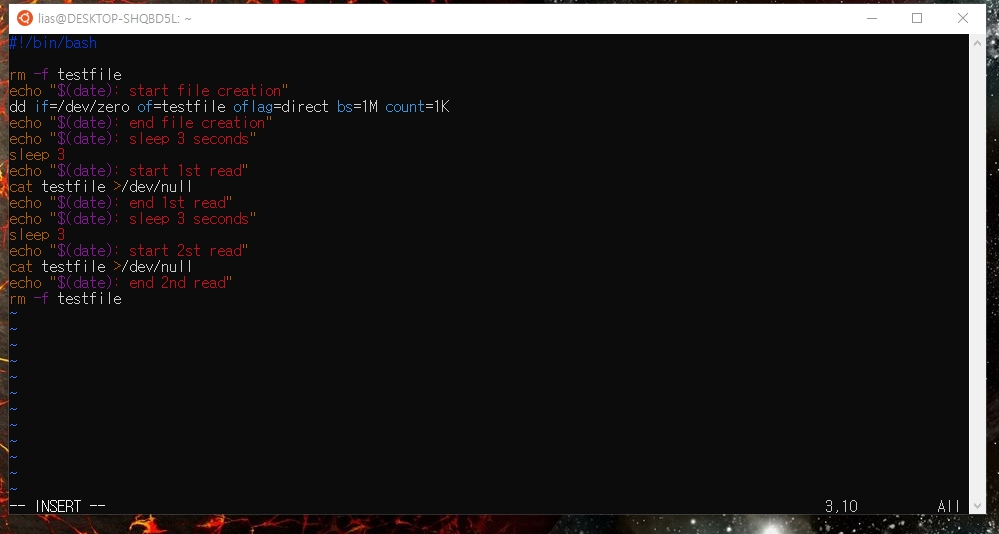 lias@DESKTOP-SHQBD5L: ~
#!/bin/bash
rm -f testfile
echo "$(date): start file creation"
dd if=/dev/zero of=testfile oflag=direct bs=1M count=1K
echo "$(date): end file creation"
echo "$(date): sleep 3 seconds"
sleep 3
echo "$(date): start 1st read"
cat testfile >/dev/null
echo "$(date): end 1st read"
echo "$(date): sleep 3 seconds"
sleep 3
echo "$(date): start 2st read"
cat testfile >/dev/null
echo "$(date): end 2nd read"
rm -f testfile
~
~
~
~
~
~
~
~
~
~
~
~
-- INSERT -- 3,10 All